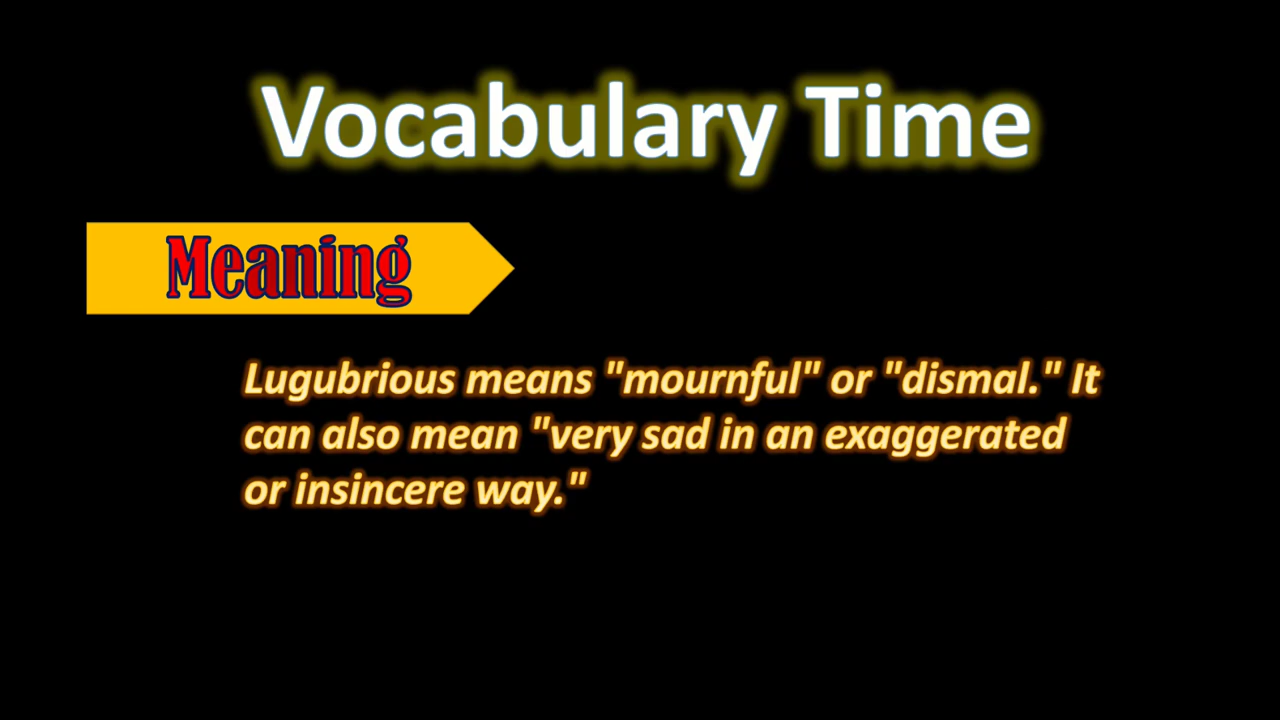 Vocabulary Time
Meaning
Lugubrious means "mournful" or "dismal." It
can also mean "very sad in an exaggerated
or insincere way."